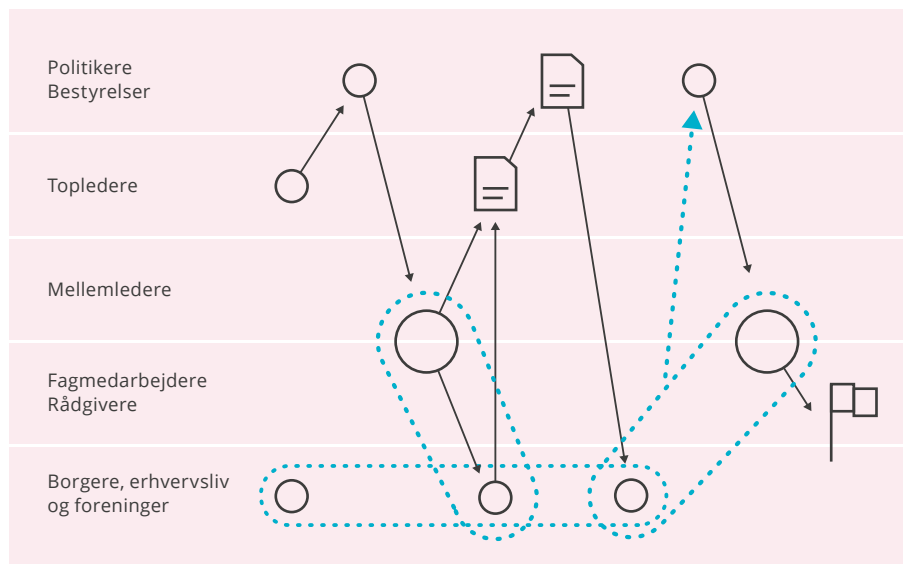 Politikere
Bestyrelser
Topledere
Mellemledere
Fagmedarbejdere
Rådgivere
Borgere, erhvervsliv
og foreninger